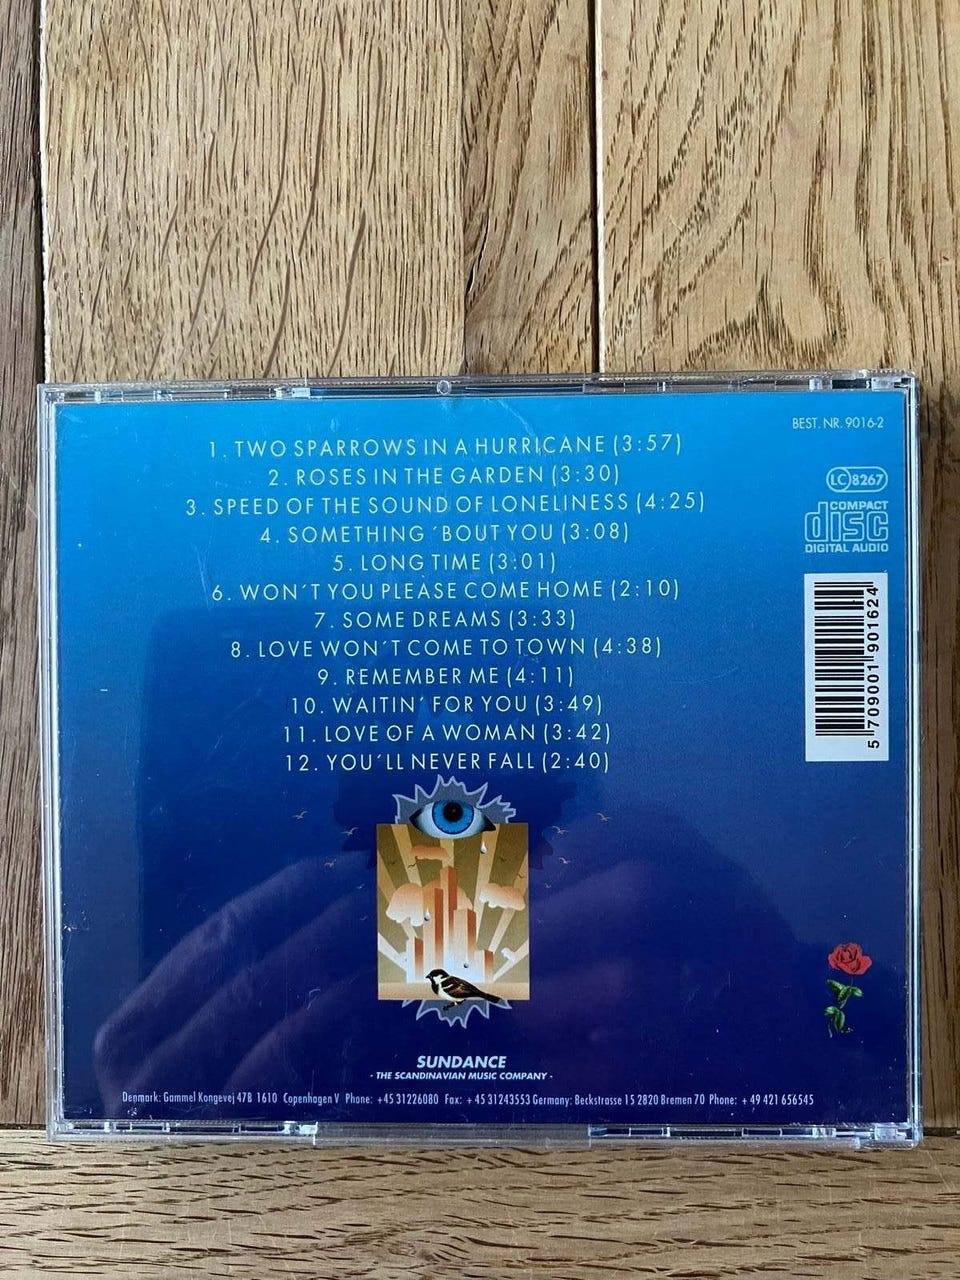 BEST. NR. 9016-2
1. TWO SPARROWS IN A HURRICANE (3:57)
2. ROSES IN THE GARDEN (3:30)
3. SPEED OF THE SOUND OF LONELINESS (4:25)
4. SOMETHING ´BOUT YOU (3:08)
5. LONG TIME (3:01)
6. WON´T YOU PLEASE COME HOME (2:10)
7. SOME DREAMS (3:33)
8. LOVE WON´T COME TO TOWN (4:38)
9. REMEMBER ME (4:11)
10. WAITIN´ FOR YOU (3:49)
11. LOVE OF A WOMAN (3:42)
12. YOU´LL NEVER FALL (2:40)
LC 8267
COMPACT
disc
DIGITAL AUDIO
5 709001 901624
SUNDANCE
- THE SCANDINAVIAN MUSIC COMPANY -
Denmark: Gammel Kongevej 47B 1610 Copenhagen V Phone: +45 31226080 Fax: +45 31243553 Germany: Beckstrasse 15 2820 Bremen 70 Phone: +49 421 656545